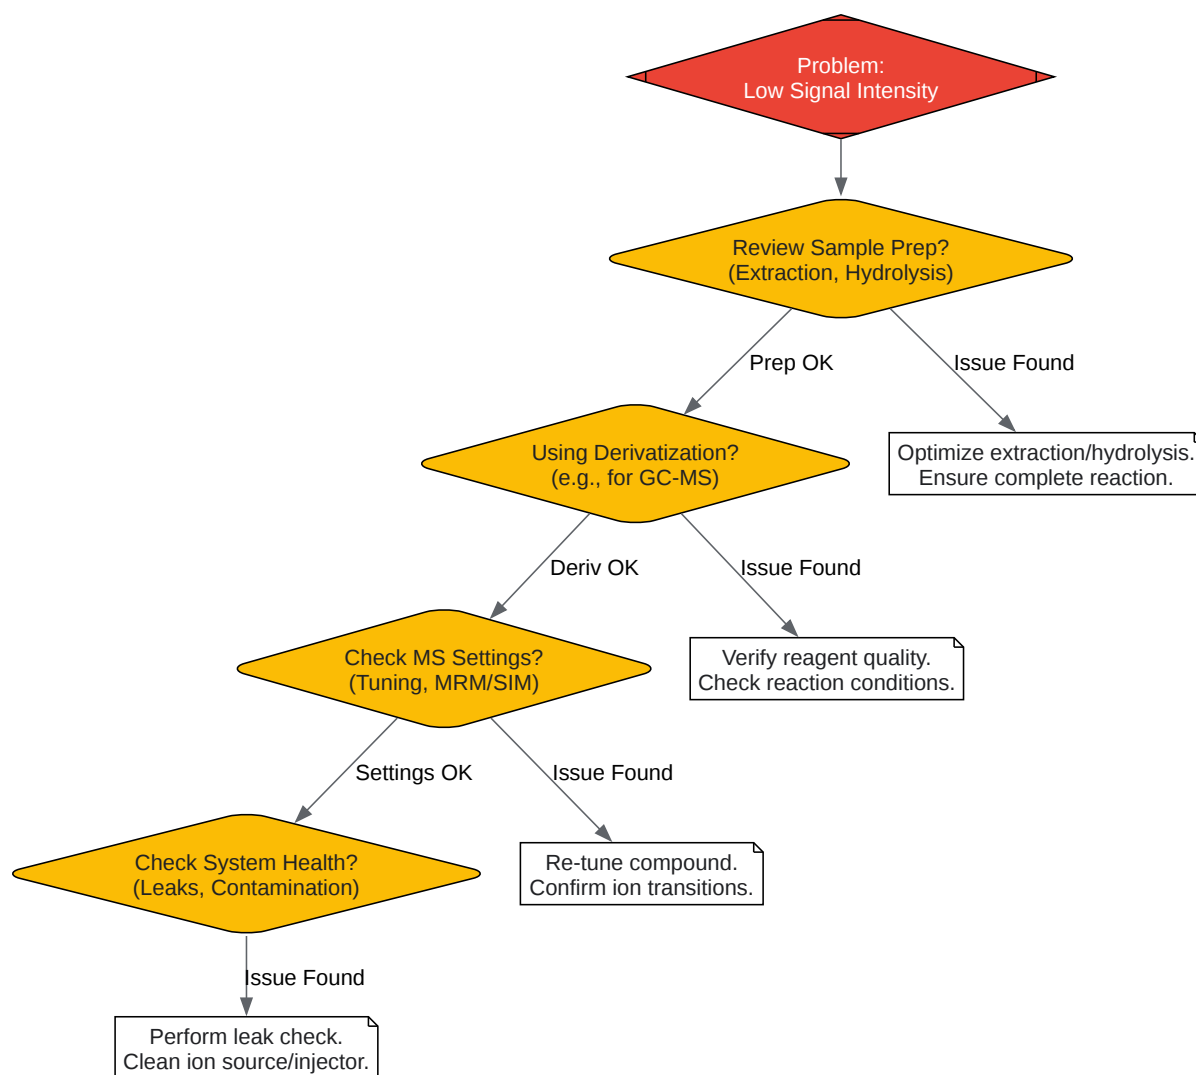 Problem:
Low Signal Intensity
Review Sample Prep?
(Extraction, Hydrolysis)
Prep OK
Issue Found
Using Derivatization?
(e.g., for GC-MS)
Optimize extraction/hydrolysis.
Ensure complete reaction.
Deriv OK
Issue Found
Check MS Settings?
(Tuning, MRM/SIM)
Verify reagent quality.
Check reaction conditions.
Settings OK
Issue Found
Check System Health?
(Leaks, Contamination)
Re-tune compound.
Confirm ion transitions.
Issue Found
Perform leak check.
Clean ion source/injector.